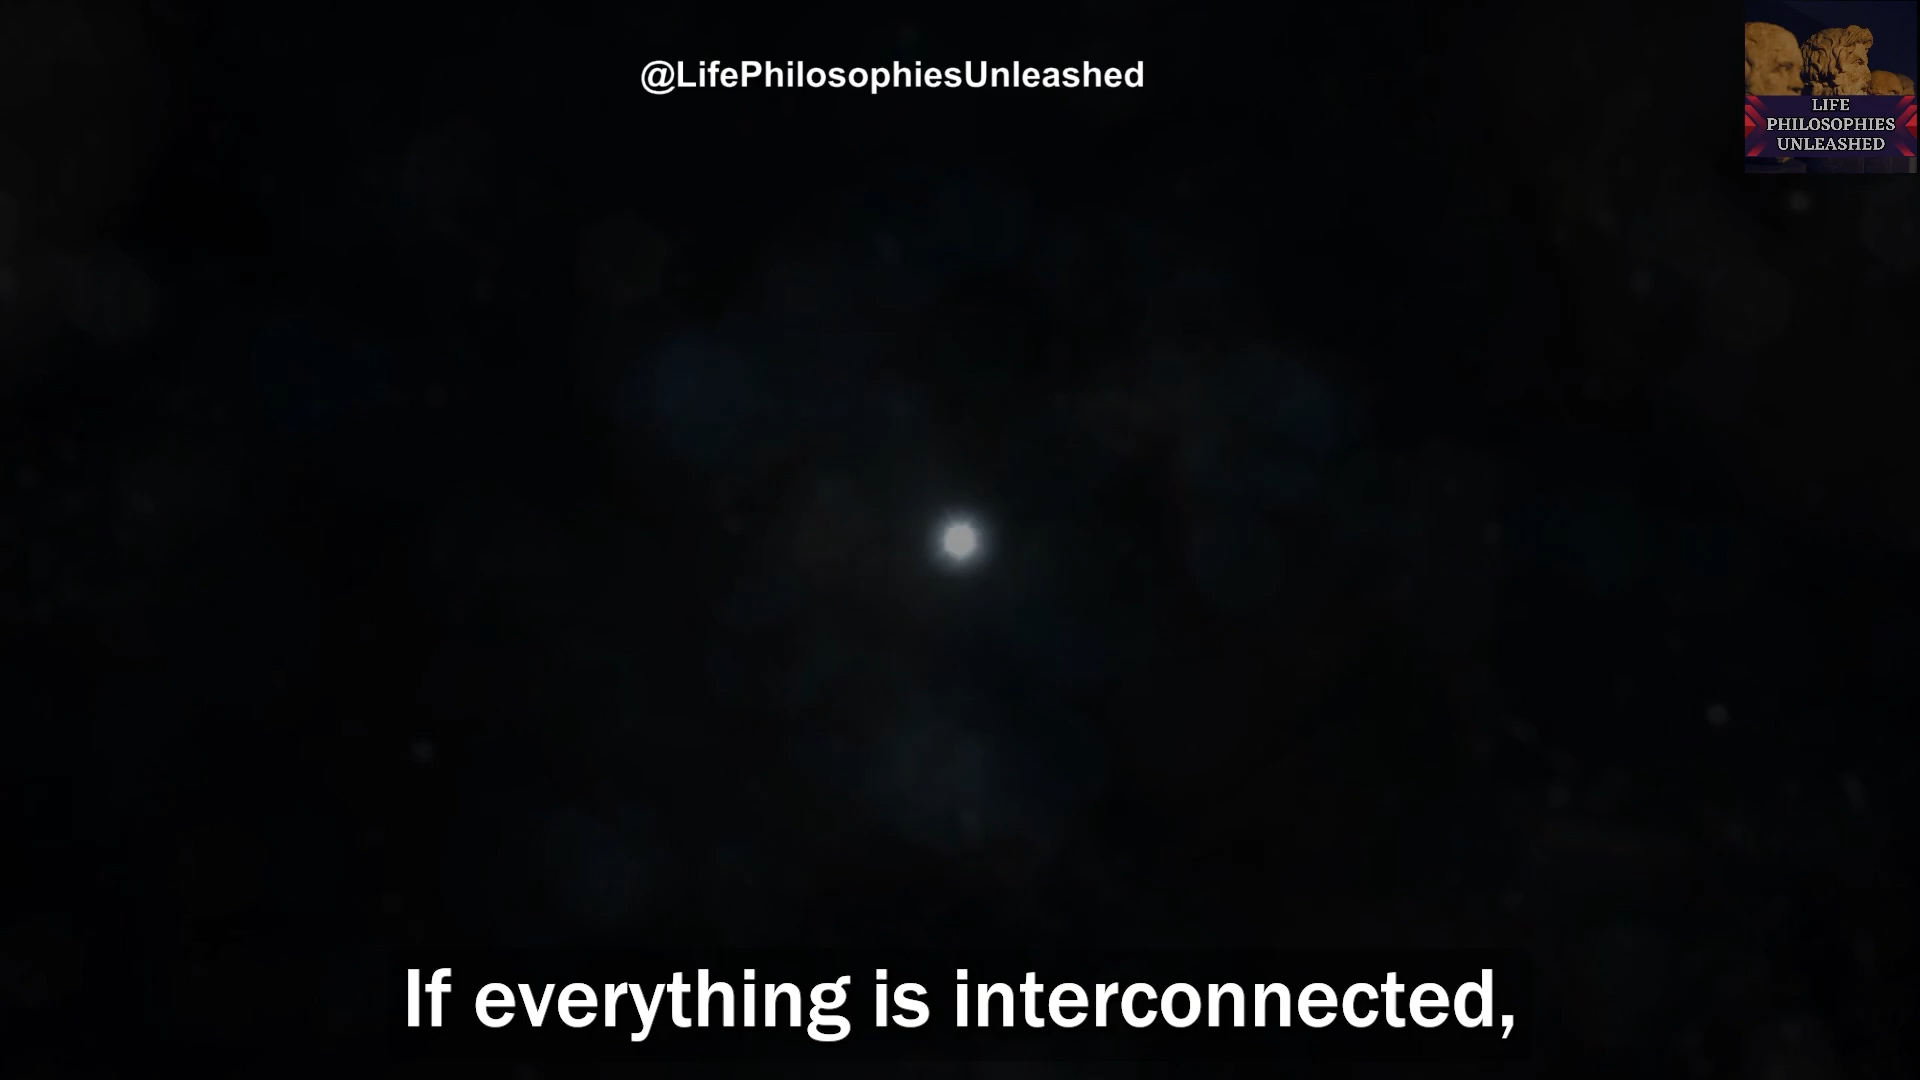 @LifePhilosophiesUnleashed
LIFE
PHILOSOPHIES
UNLEASHED
If everything is interconnected,